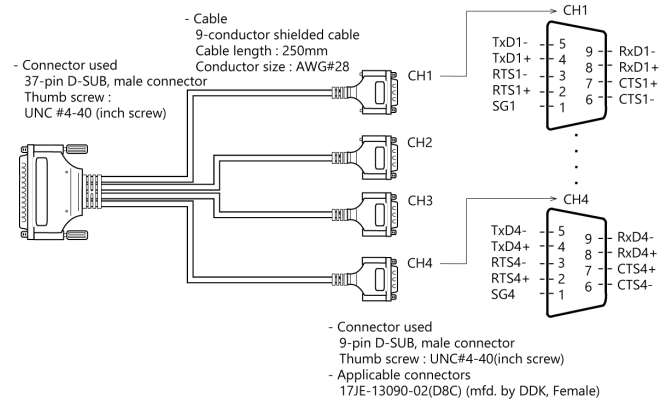 - Cable
9-conductor shielded cable
Cable length : 250mm
Conductor size : AWG#28
- Connector used
37-pin D-SUB, male connector
Thumb screw :
UNC #4-40 (inch screw)
CH1
CH2
CH3
CH4
CH1
TxD1- 5
TxD1+ 4
RTS1- 3
RTS1+ 2
SG1 1
9 RxD1-
8 RxD1+
7 CTS1+
6 CTS1-
CH4
TxD4- 5
TxD4+ 4
RTS4- 3
RTS4+ 2
SG4 1
9 RxD4-
8 RxD4+
7 CTS4+
6 CTS4-
- Connector used
9-pin D-SUB, male connector
Thumb screw : UNC#4-40(inch screw)
- Applicable connectors
17JE-13090-02(D8C) (mfd. by DDK, Female)